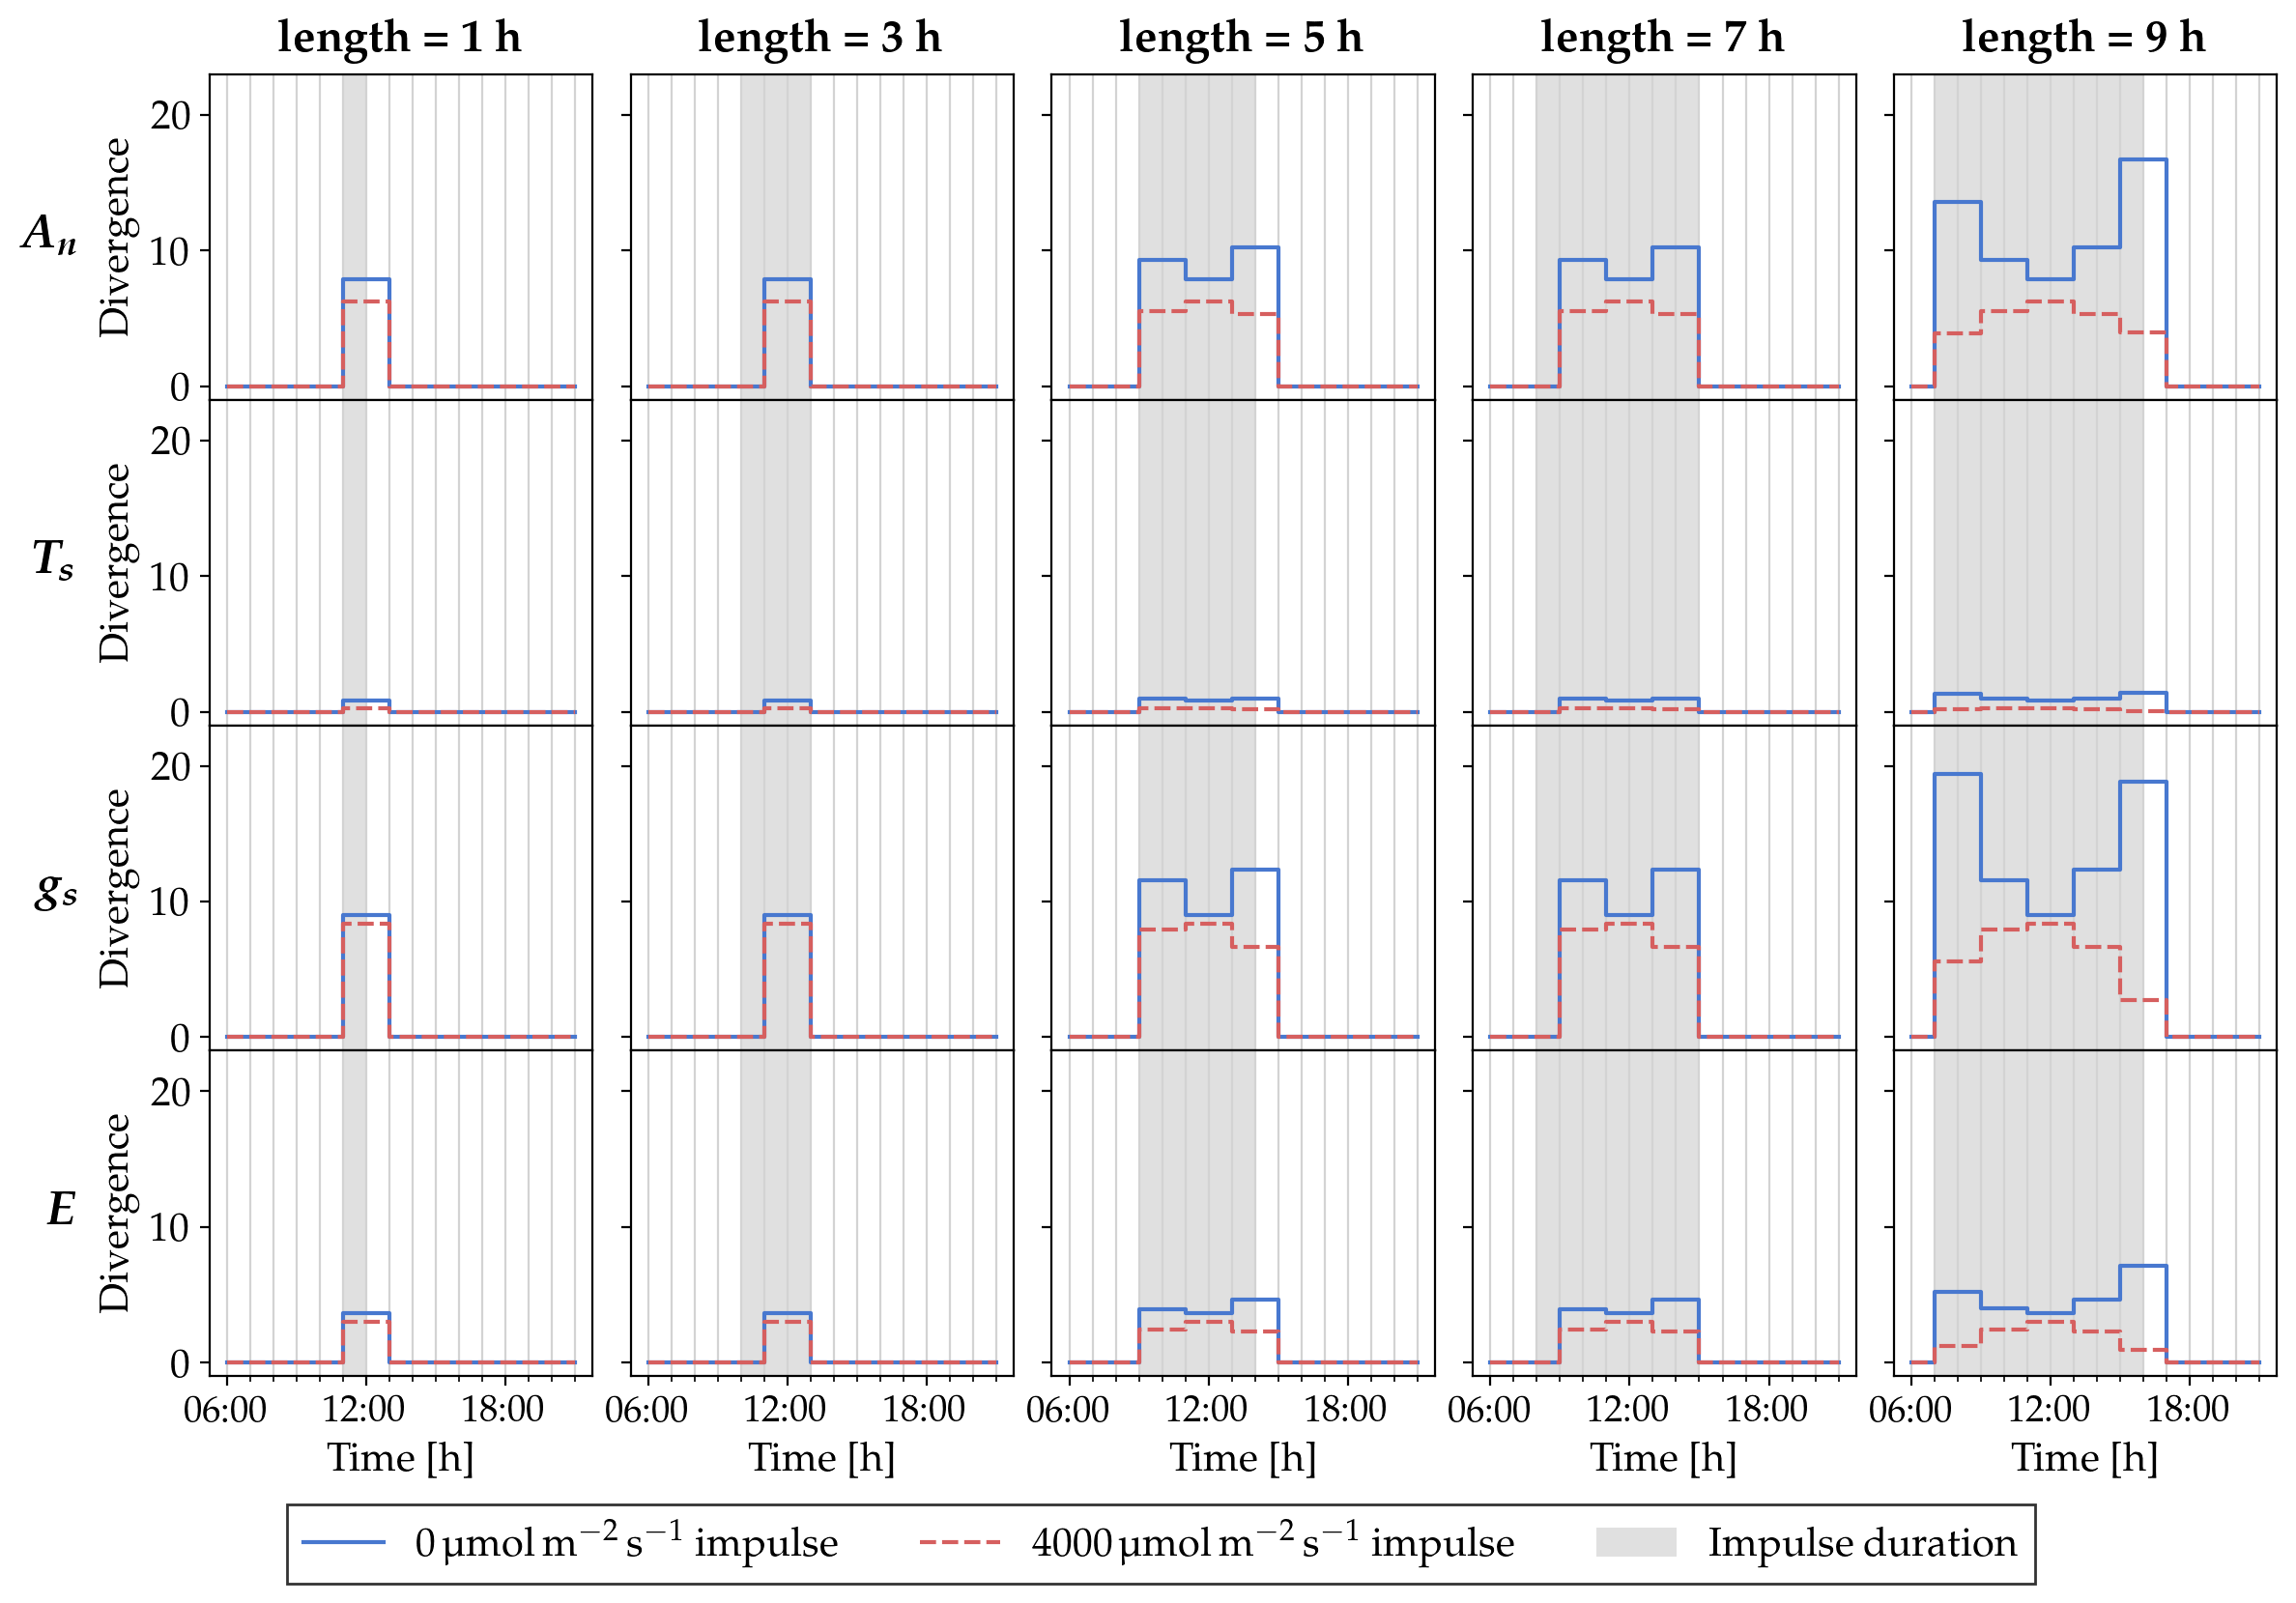 length = 1 h length = 3 h length = 5 h length = 7 h length = 9 h
20
10
0
Divergence
Aₙ
20
10
0
Divergence
Tₛ
20
10
0
Divergence
gₛ
20
10
0
Divergence
E
06:00 12:00 18:00 06:00 12:00 18:00 06:00 12:00 18:00 06:00 12:00 18:00 06:00 12:00 18:00
Time [h] Time [h] Time [h] Time [h] Time [h]
0 μmol m⁻² s⁻¹ impulse 4000 μmol m⁻² s⁻¹ impulse Impulse duration